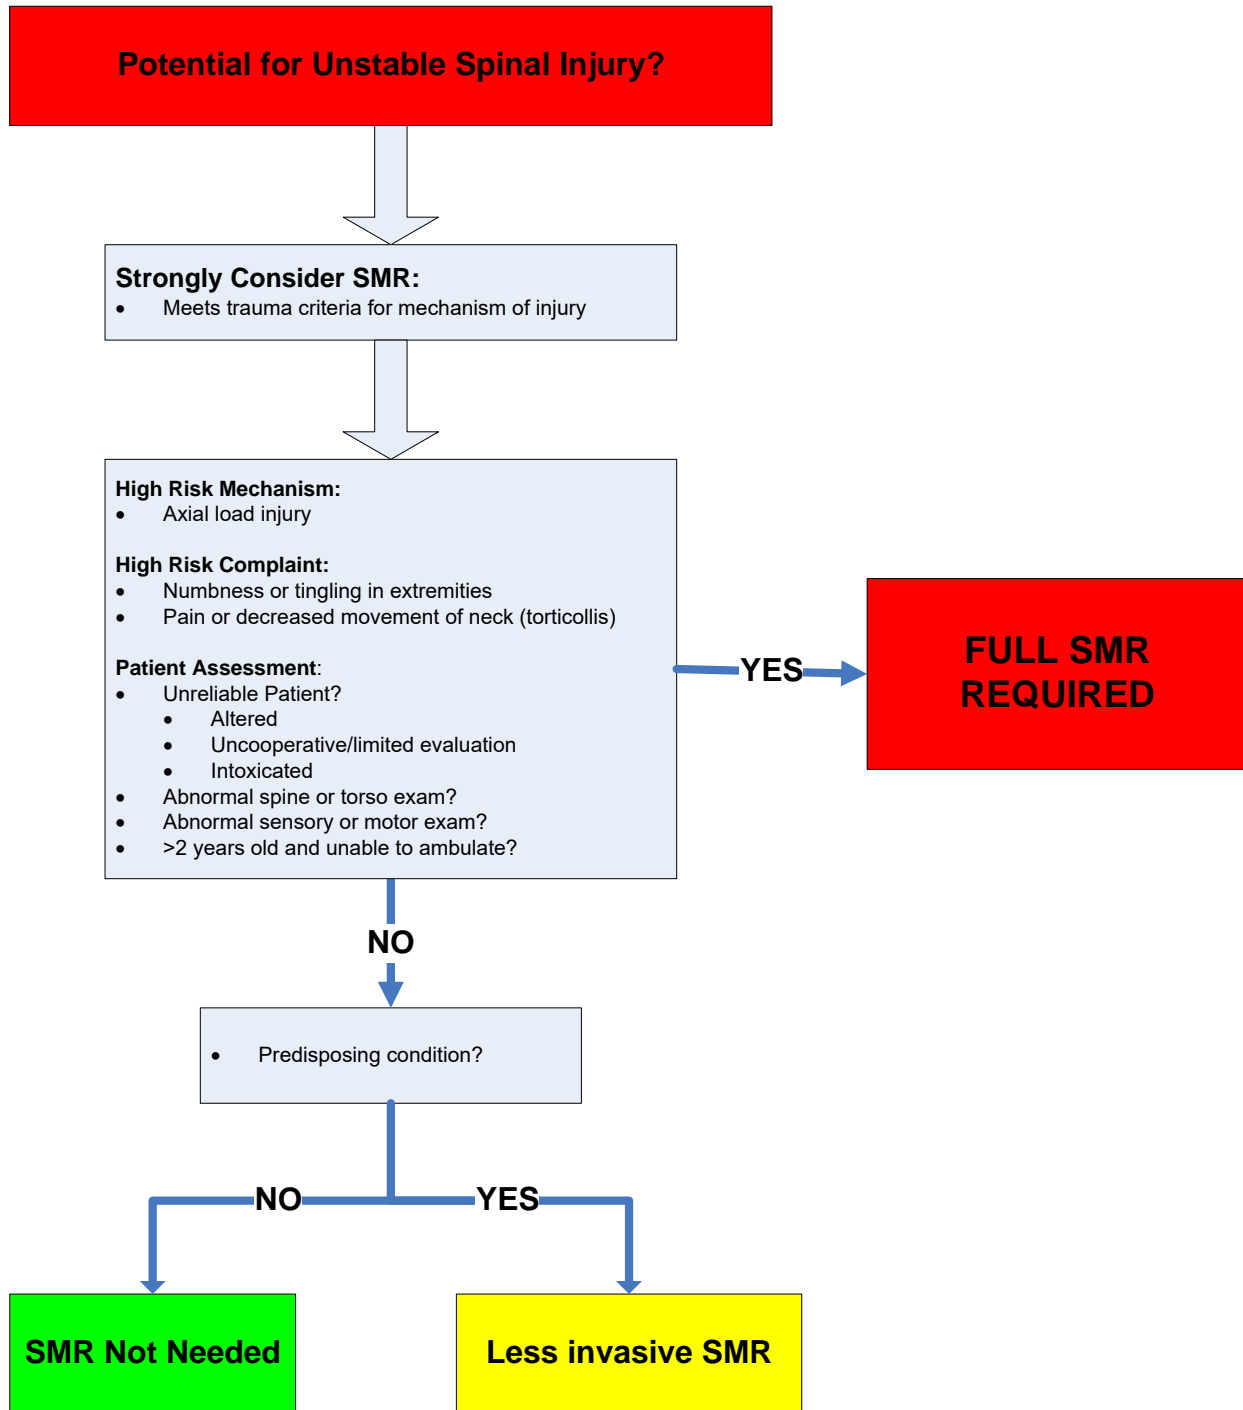 Potential for Unstable Spinal Injury?
Strongly Consider SMR:
• Meets trauma criteria for mechanism of injury
High Risk Mechanism:
• Axial load injury
High Risk Complaint:
• Numbness or tingling in extremities
• Pain or decreased movement of neck (torticollis)
Patient Assessment:
• Unreliable Patient?
• Altered
• Uncooperative/limited evaluation
• Intoxicated
• Abnormal spine or torso exam?
• Abnormal sensory or motor exam?
• >2 years old and unable to ambulate?
YES
FULL SMR
REQUIRED
NO
• Predisposing condition?
NO
YES
SMR Not Needed
Less invasive SMR